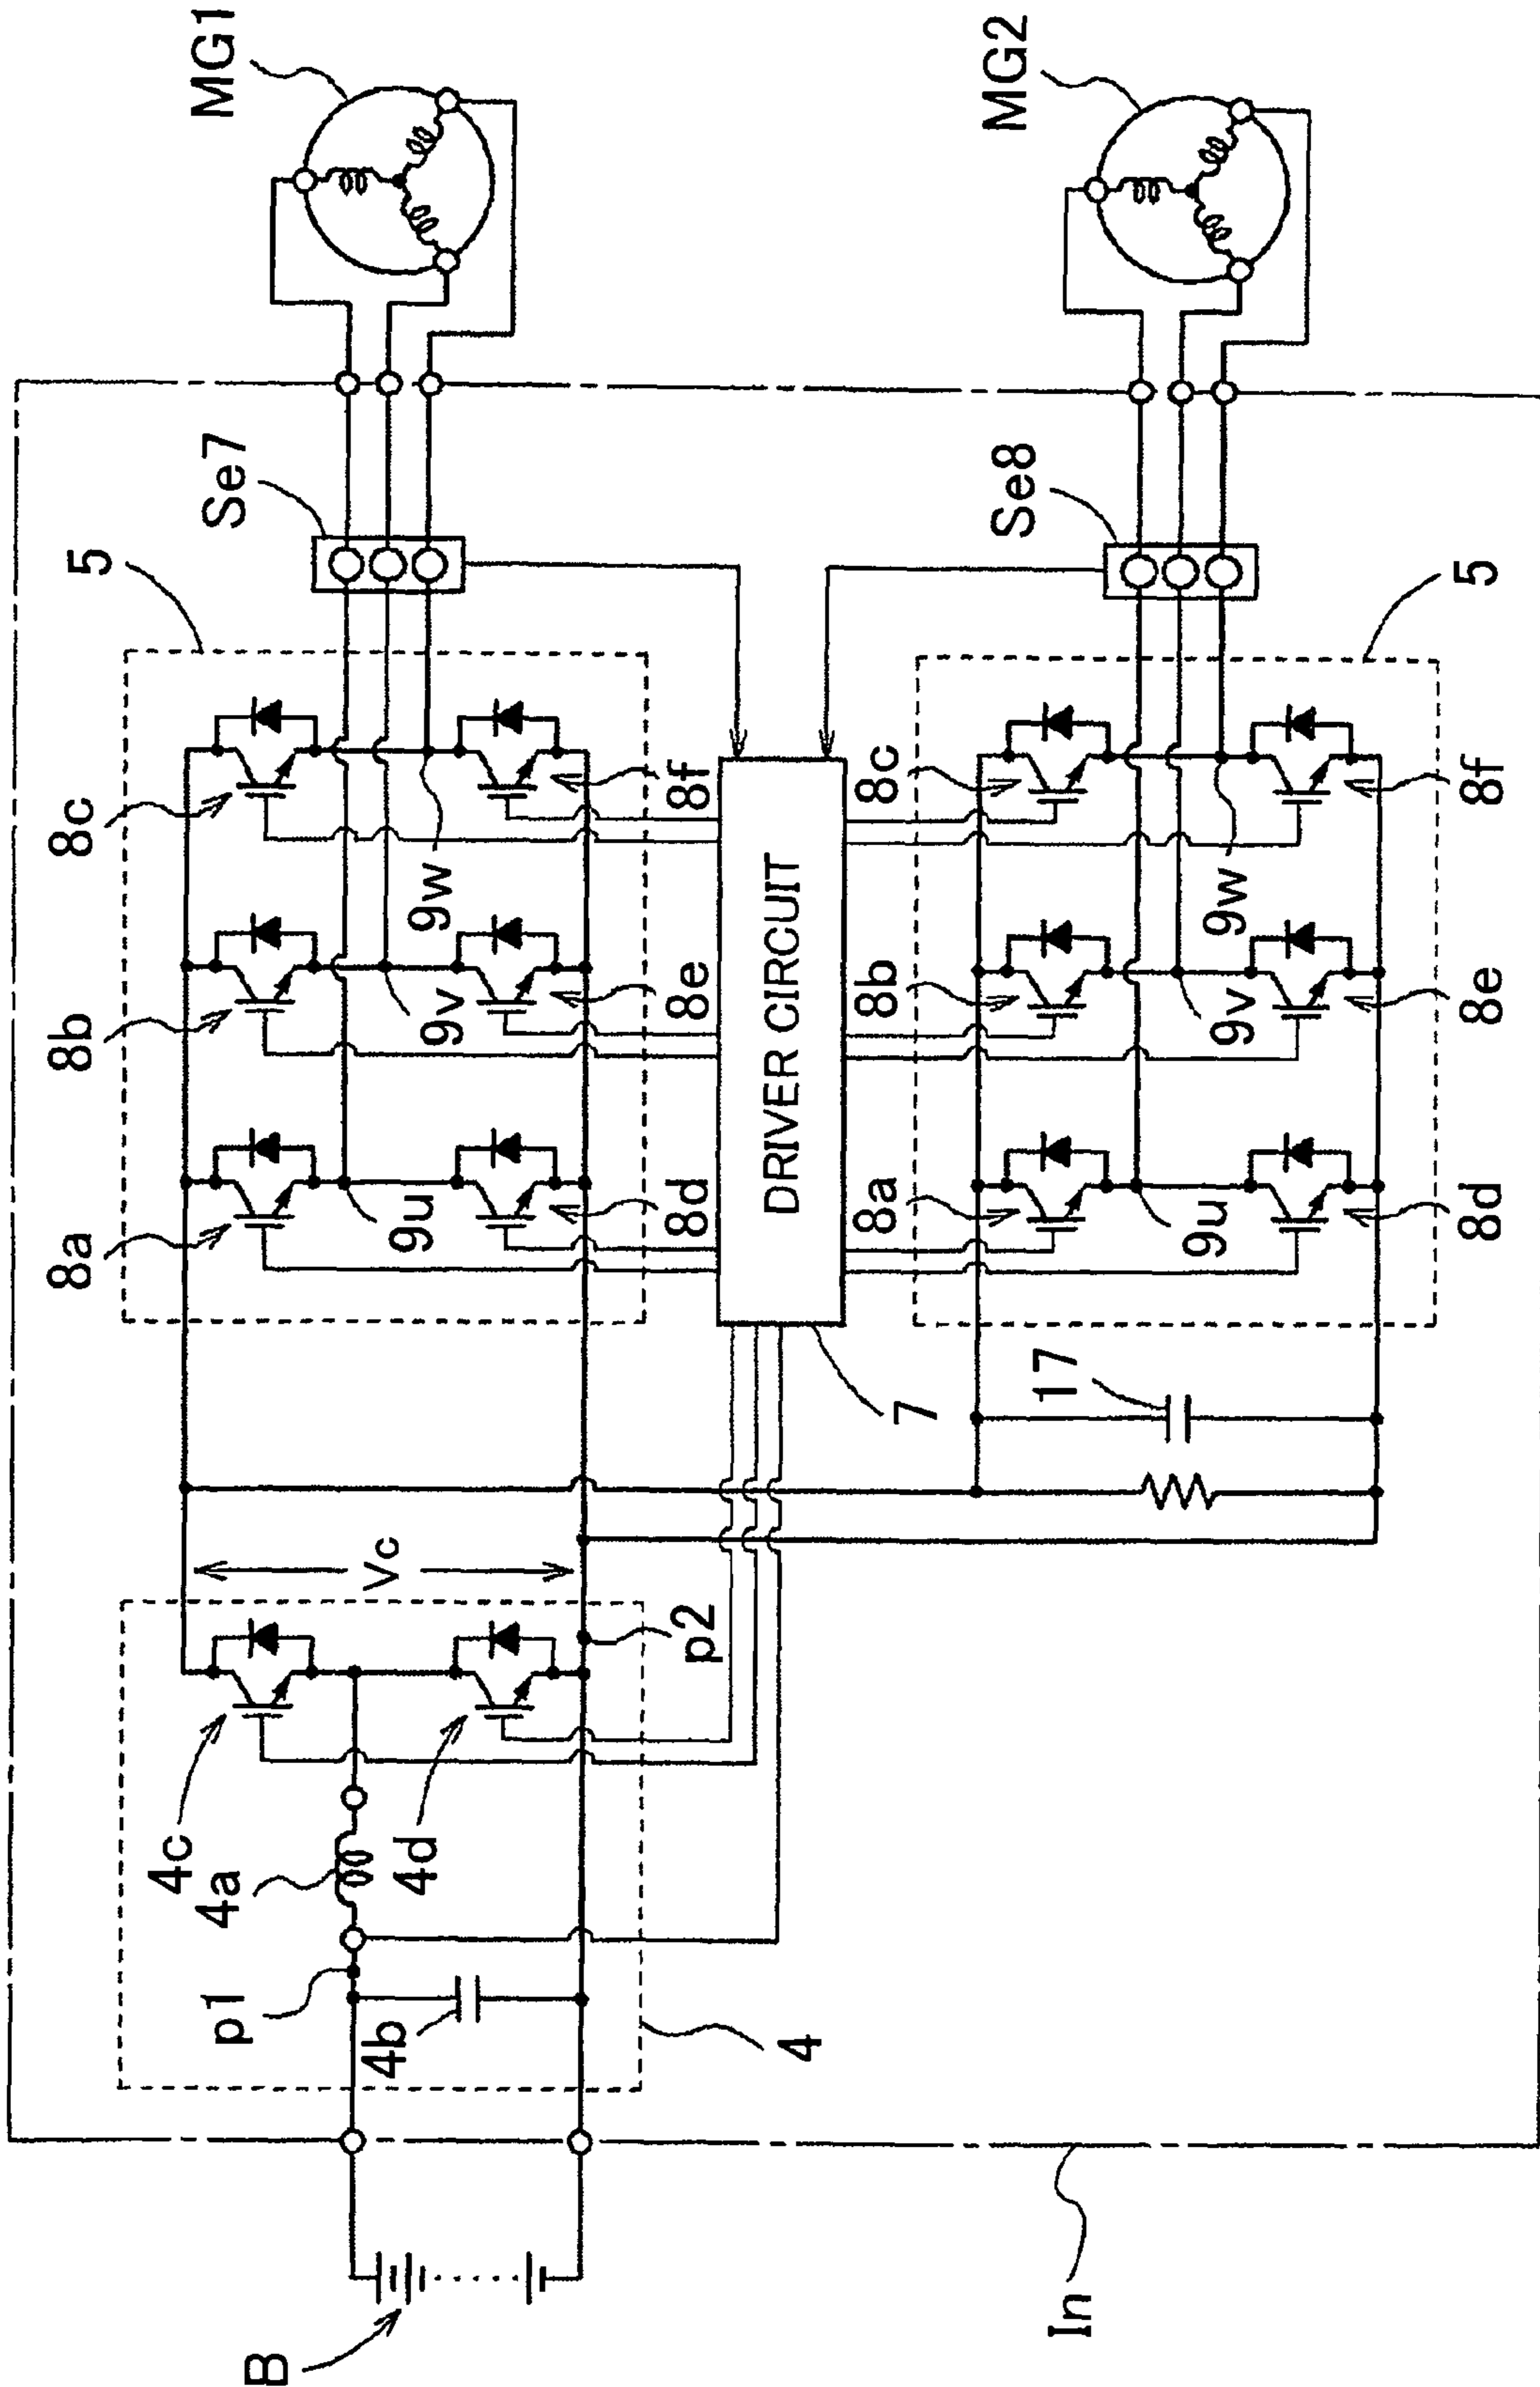 MG1
MG2
Se7
Se8
5
5
8c
8f
9w
8b
8e
9v
8a
8d
9u
DRIVER CIRCUIT
7
8c
8f
9w
8b
8e
9v
8a
8d
9u
17
Vc
p2
4c
4a
4d
p1
4b
4
In
B